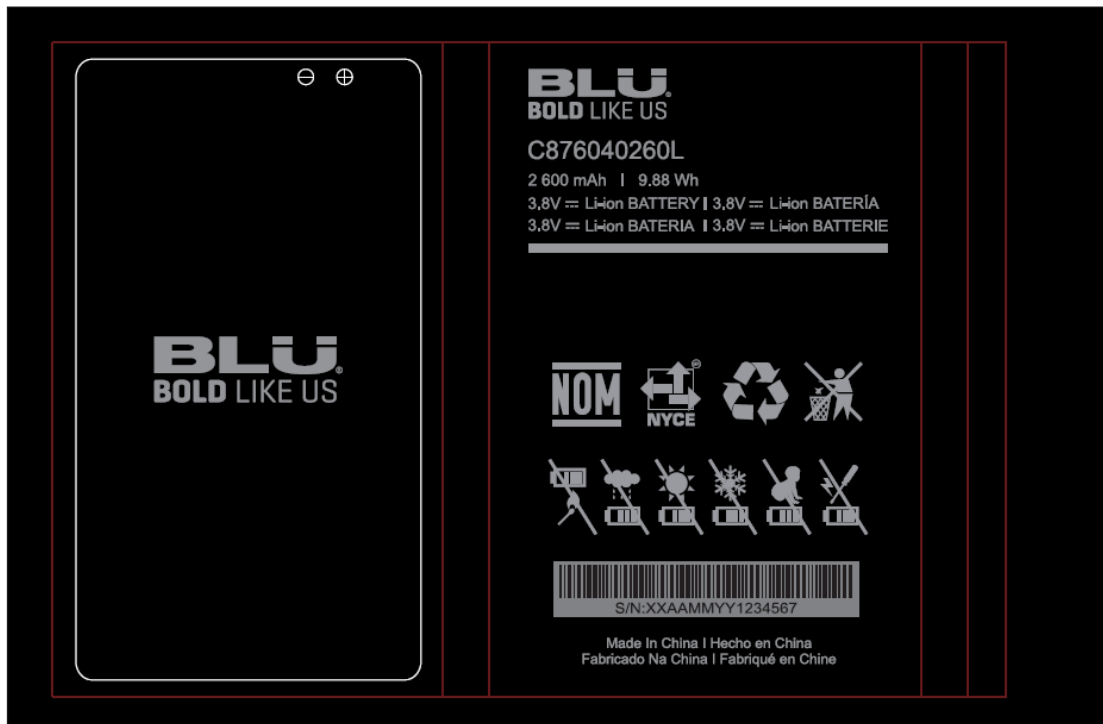 BLÜ®
BOLD LIKE US
BLÜ®
BOLD LIKE US
C876040260L
2 600 mAh I 9.88 Wh
3.8V ⎓ Li-ion BATTERY I 3.8V ⎓ Li-ion BATERÍA
3.8V ⎓ Li-ion BATERIA I 3.8V ⎓ Li-ion BATTERIE
NOM
NYCE
S/N:XXAAMMYY1234567
Made In China I Hecho en China
Fabricado Na China I Fabriqué en Chine